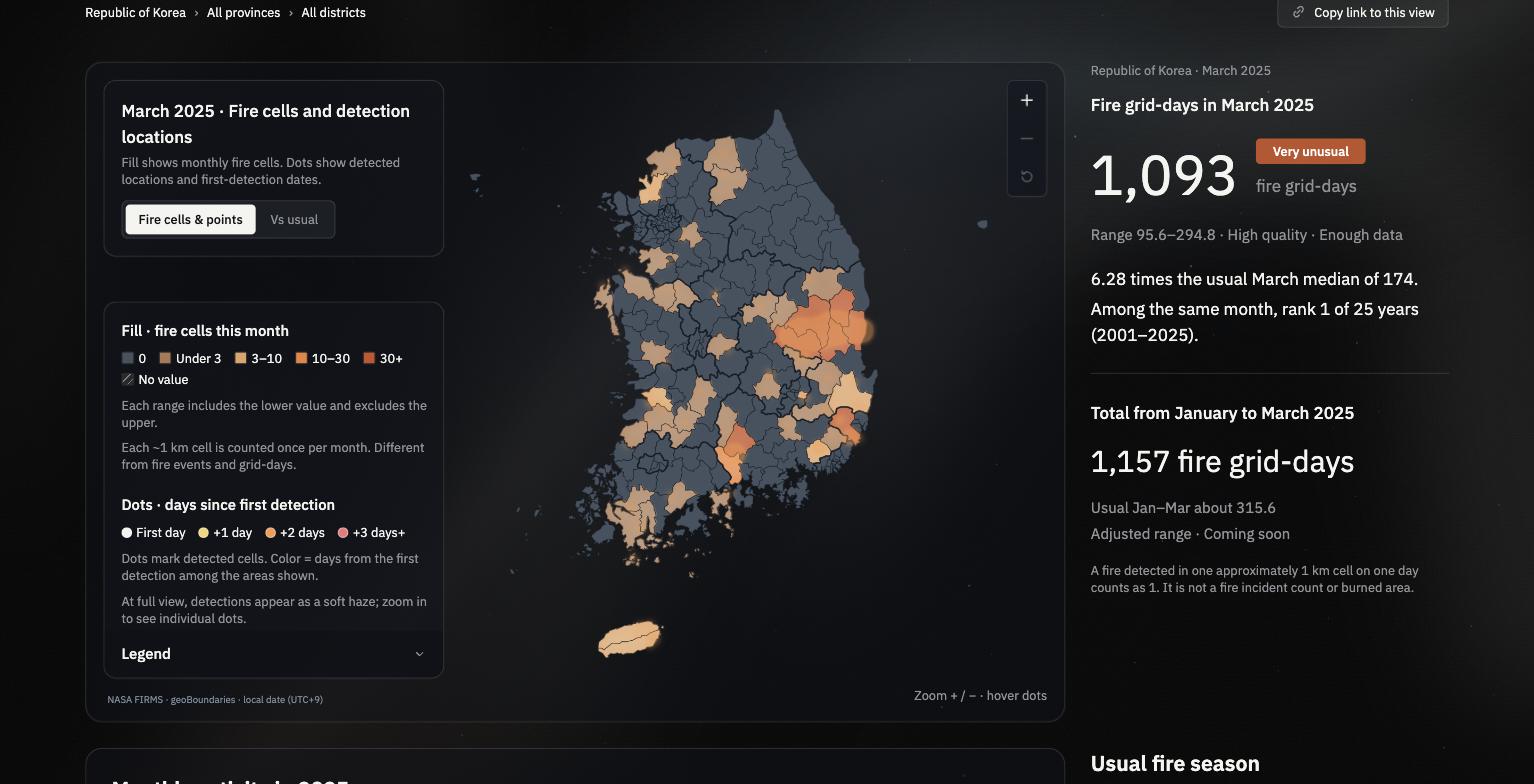 Republic of Korea › All provinces › All districts
Copy link to this view
March 2025 · Fire cells and detection
locations
Fill shows monthly fire cells. Dots show detected
locations and first-detection dates.
Fire cells & points
Vs usual
Fill · fire cells this month
0
Under 3
3–10
10–30
30+
No value
Each range includes the lower value and excludes the
upper.
Each ~1 km cell is counted once per month. Different
from fire events and grid-days.
Dots · days since first detection
First day
+1 day
+2 days
+3 days+
Dots mark detected cells. Color = days from the first
detection among the areas shown.
At full view, detections appear as a soft haze; zoom in
to see individual dots.
Legend
NASA FIRMS · geoBoundaries · local date (UTC+9)
+
−
Zoom + / − · hover dots
Republic of Korea · March 2025
Fire grid-days in March 2025
1,093
Very unusual
fire grid-days
Range 95.6–294.8 · High quality · Enough data
6.28 times the usual March median of 174.
Among the same month, rank 1 of 25 years
(2001–2025).
Total from January to March 2025
1,157 fire grid-days
Usual Jan–Mar about 315.6
Adjusted range · Coming soon
A fire detected in one approximately 1 km cell on one day
counts as 1. It is not a fire incident count or burned area.
Usual fire season